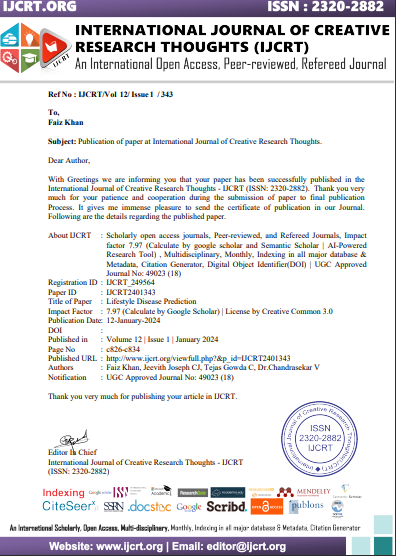 IJCRT.ORG ISSN : 2320-2882
INTERNATIONAL JOURNAL OF CREATIVE
RESEARCH THOUGHTS (IJCRT)
An International Open Access, Peer-reviewed, Refereed Journal
IJCRT
Ref No : IJCRT/Vol 12/ Issue 1 / 343
To,
Faiz Khan
Subject: Publication of paper at International Journal of Creative Research Thoughts.
Dear Author,
With Greetings we are informing you that your paper has been successfully published in the
International Journal of Creative Research Thoughts - IJCRT (ISSN: 2320-2882). Thank you very
much for your patience and cooperation during the submission of paper to final publication
Process. It gives me immense pleasure to send the certificate of publication in our Journal.
Following are the details regarding the published paper.
About IJCRT : Scholarly open access journals, Peer-reviewed, and Refereed Journals, Impact
factor 7.97 (Calculate by google scholar and Semantic Scholar | AI-Powered
Research Tool) , Multidisciplinary, Monthly, Indexing in all major database &
Metadata, Citation Generator, Digital Object Identifier(DOI) | UGC Approved
Journal No: 49023 (18)
Registration ID : IJCRT_249564
Paper ID : IJCRT2401343
Title of Paper : Lifestyle Disease Prediction
Impact Factor : 7.97 (Calculate by Google Scholar) | License by Creative Common 3.0
Publication Date: 12-January-2024
DOI :
Published in : Volume 12 | Issue 1 | January 2024
Page No : c826-c834
Published URL : http://www.ijcrt.org/viewfull.php?&p_id=IJCRT2401343
Authors : Faiz Khan, Jeevith Joseph CJ, Tejas Gowda C, Dr.Chandrasekar V
Notification : UGC Approved Journal No: 49023 (18)
Thank you very much for publishing your article in IJCRT.
Editor In Chief
International Journal of Creative Research Thoughts - IJCRT
(ISSN: 2320-2882)
International Journal of Creative Research Thoughts (IJCRT)
ISSN
2320-2882
IJCRT
Indexing Google Academic ResearchGate MENDELEY
CiteSeerX SSRN .docstoc Google Scribd. publons
An International Scholarly, Open Access, Multi-disciplinary, Monthly, Indexing in all major database & Metadata, Citation Generator
Website: www.ijcrt.org | Email: editor@ijcrt.org